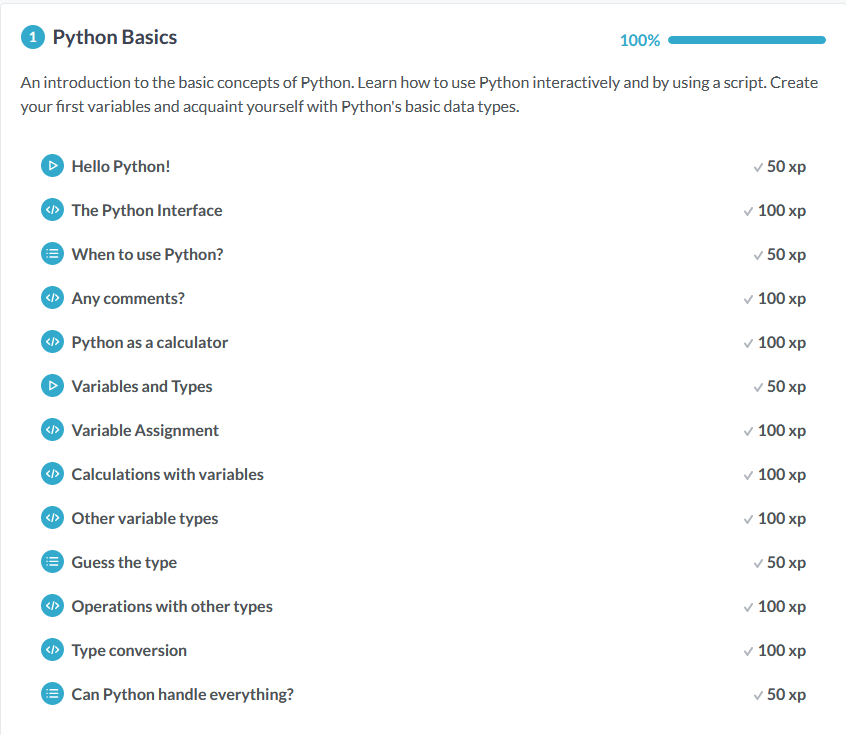 1 Python Basics 100%
An introduction to the basic concepts of Python. Learn how to use Python interactively and by using a script. Create
your first variables and acquaint yourself with Python's basic data types.
Hello Python! 50 xp
The Python Interface 100 xp
When to use Python? 50 xp
Any comments? 100 xp
Python as a calculator 100 xp
Variables and Types 50 xp
Variable Assignment 100 xp
Calculations with variables 100 xp
Other variable types 100 xp
Guess the type 50 xp
Operations with other types 100 xp
Type conversion 100 xp
Can Python handle everything? 50 xp